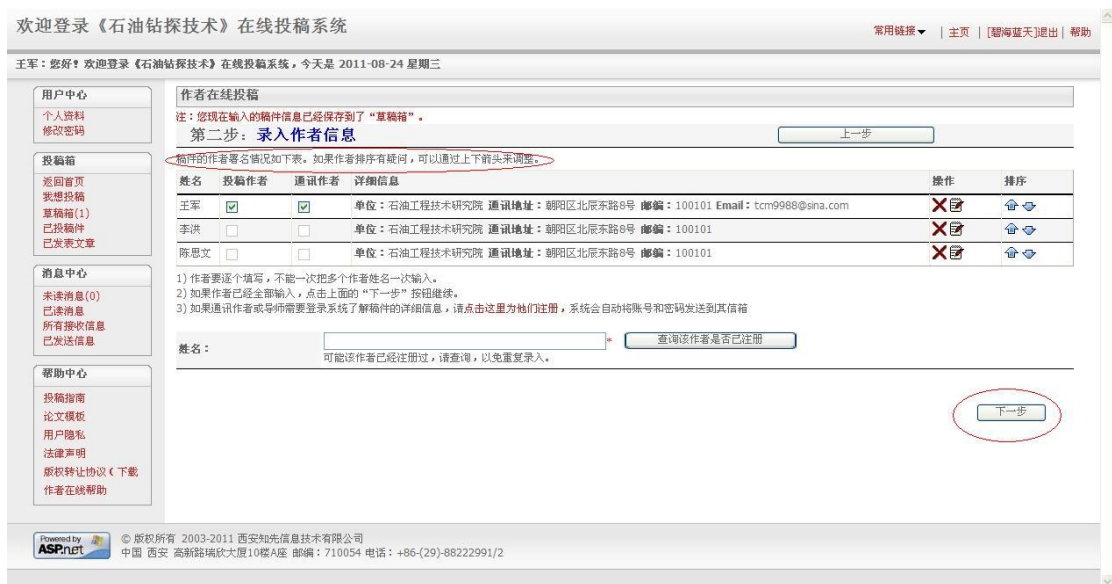 欢迎登录《石油钻探技术》在线投稿系统
常用链接▼ | 主页 | [碧海蓝天]退出 | 帮助
王军：您好！欢迎登录《石油钻探技术》在线投稿系统，今天是 2011-08-24 星期三
用户中心
个人资料
修改密码
投稿箱
返回首页
我想投稿
草稿箱(1)
已投稿件
已发表文章
消息中心
未读消息(0)
已读消息
所有接收信息
已发送信息
帮助中心
投稿指南
论文模板
用户隐私
法律声明
版权转让协议（下载
作者在线帮助
作者在线投稿
注：您现在输入的稿件信息已经保存到了“草稿箱”。
第二步：录入作者信息
上一步
稿件的作者署名情况如下表。如果作者排序有疑问，可以通过上下箭头来调整。
姓名 投稿作者 通讯作者 详细信息 操作 排序
王军 单位：石油工程技术研究院 通讯地址：朝阳区北辰东路8号 邮编：100101 Email：tcm9988@sina.com
李洪 单位：石油工程技术研究院 通讯地址：朝阳区北辰东路8号 邮编：100101
陈思文 单位：石油工程技术研究院 通讯地址：朝阳区北辰东路8号 邮编：100101
1) 作者要逐个填写，不能一次把多个作者姓名一次输入。
2) 如果作者已经全部输入，点击上面的“下一步”按钮继续。
3) 如果通讯作者或导师需要登录系统了解稿件的详细信息，请点击这里为他们注册，系统会自动将账号和密码发送到其信箱
姓名：
* 查询该作者是否已注册
可能该作者已经注册过，请查询，以免重复录入。
下一步
Powered by
ASP.net
© 版权所有 2003-2011 西安知先信息技术有限公司
中国 西安 高新路瑞欣大厦10楼A座 邮编：710054 电话：+86-(29)-88222991/2